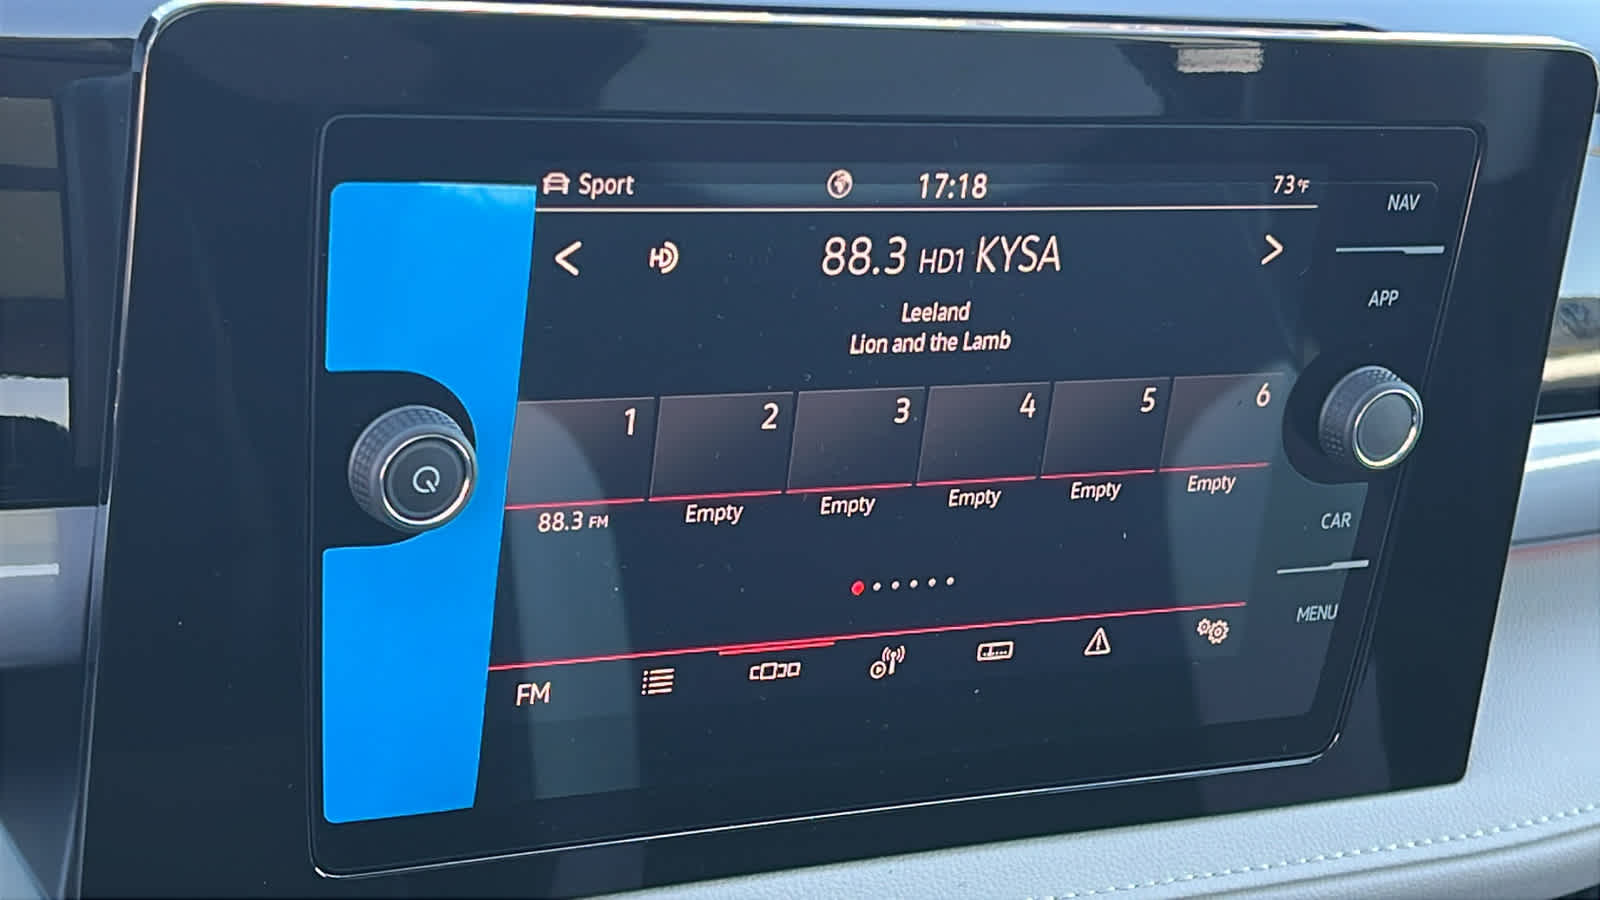 Sport 17:18 73°F
88.3 HD1 KYSA
Leeland
Lion and the Lamb
1 2 3 4 5 6
88.3 FM Empty Empty Empty Empty Empty
FM
NAV
APP
CAR
MENU